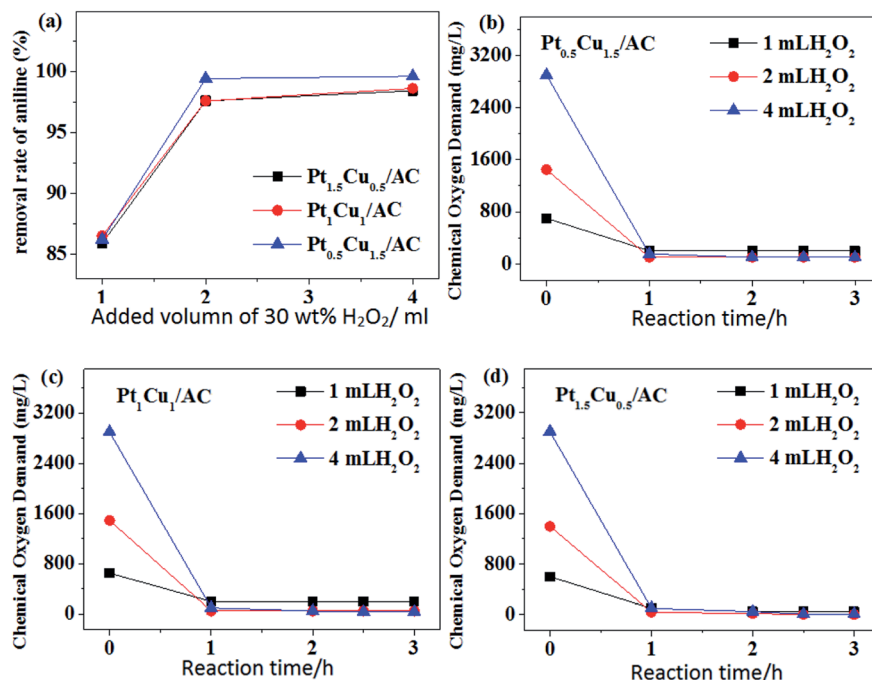 (a)
removal rate of aniline (%)
100
95
90
85
Pt1.5Cu0.5/AC
Pt1Cu1/AC
Pt0.5Cu1.5/AC
1 2 3 4
Added volumn of 30 wt% H2O2/ ml
(b)
Chemical Oxygen Demand (mg/L)
3200
2400
1600
800
0
Pt0.5Cu1.5/AC
1 mLH2O2
2 mLH2O2
4 mLH2O2
0 1 2 3
Reaction time/h
(c)
Chemical Oxygen Demand (mg/L)
3200
2400
1600
800
0
Pt1Cu1/AC
1 mLH2O2
2 mLH2O2
4 mLH2O2
0 1 2 3
Reaction time/h
(d)
Chemical Oxygen Demand (mg/L)
3200
2400
1600
800
0
Pt1.5Cu0.5/AC
1 mLH2O2
2 mLH2O2
4 mLH2O2
0 1 2 3
Reaction time/h